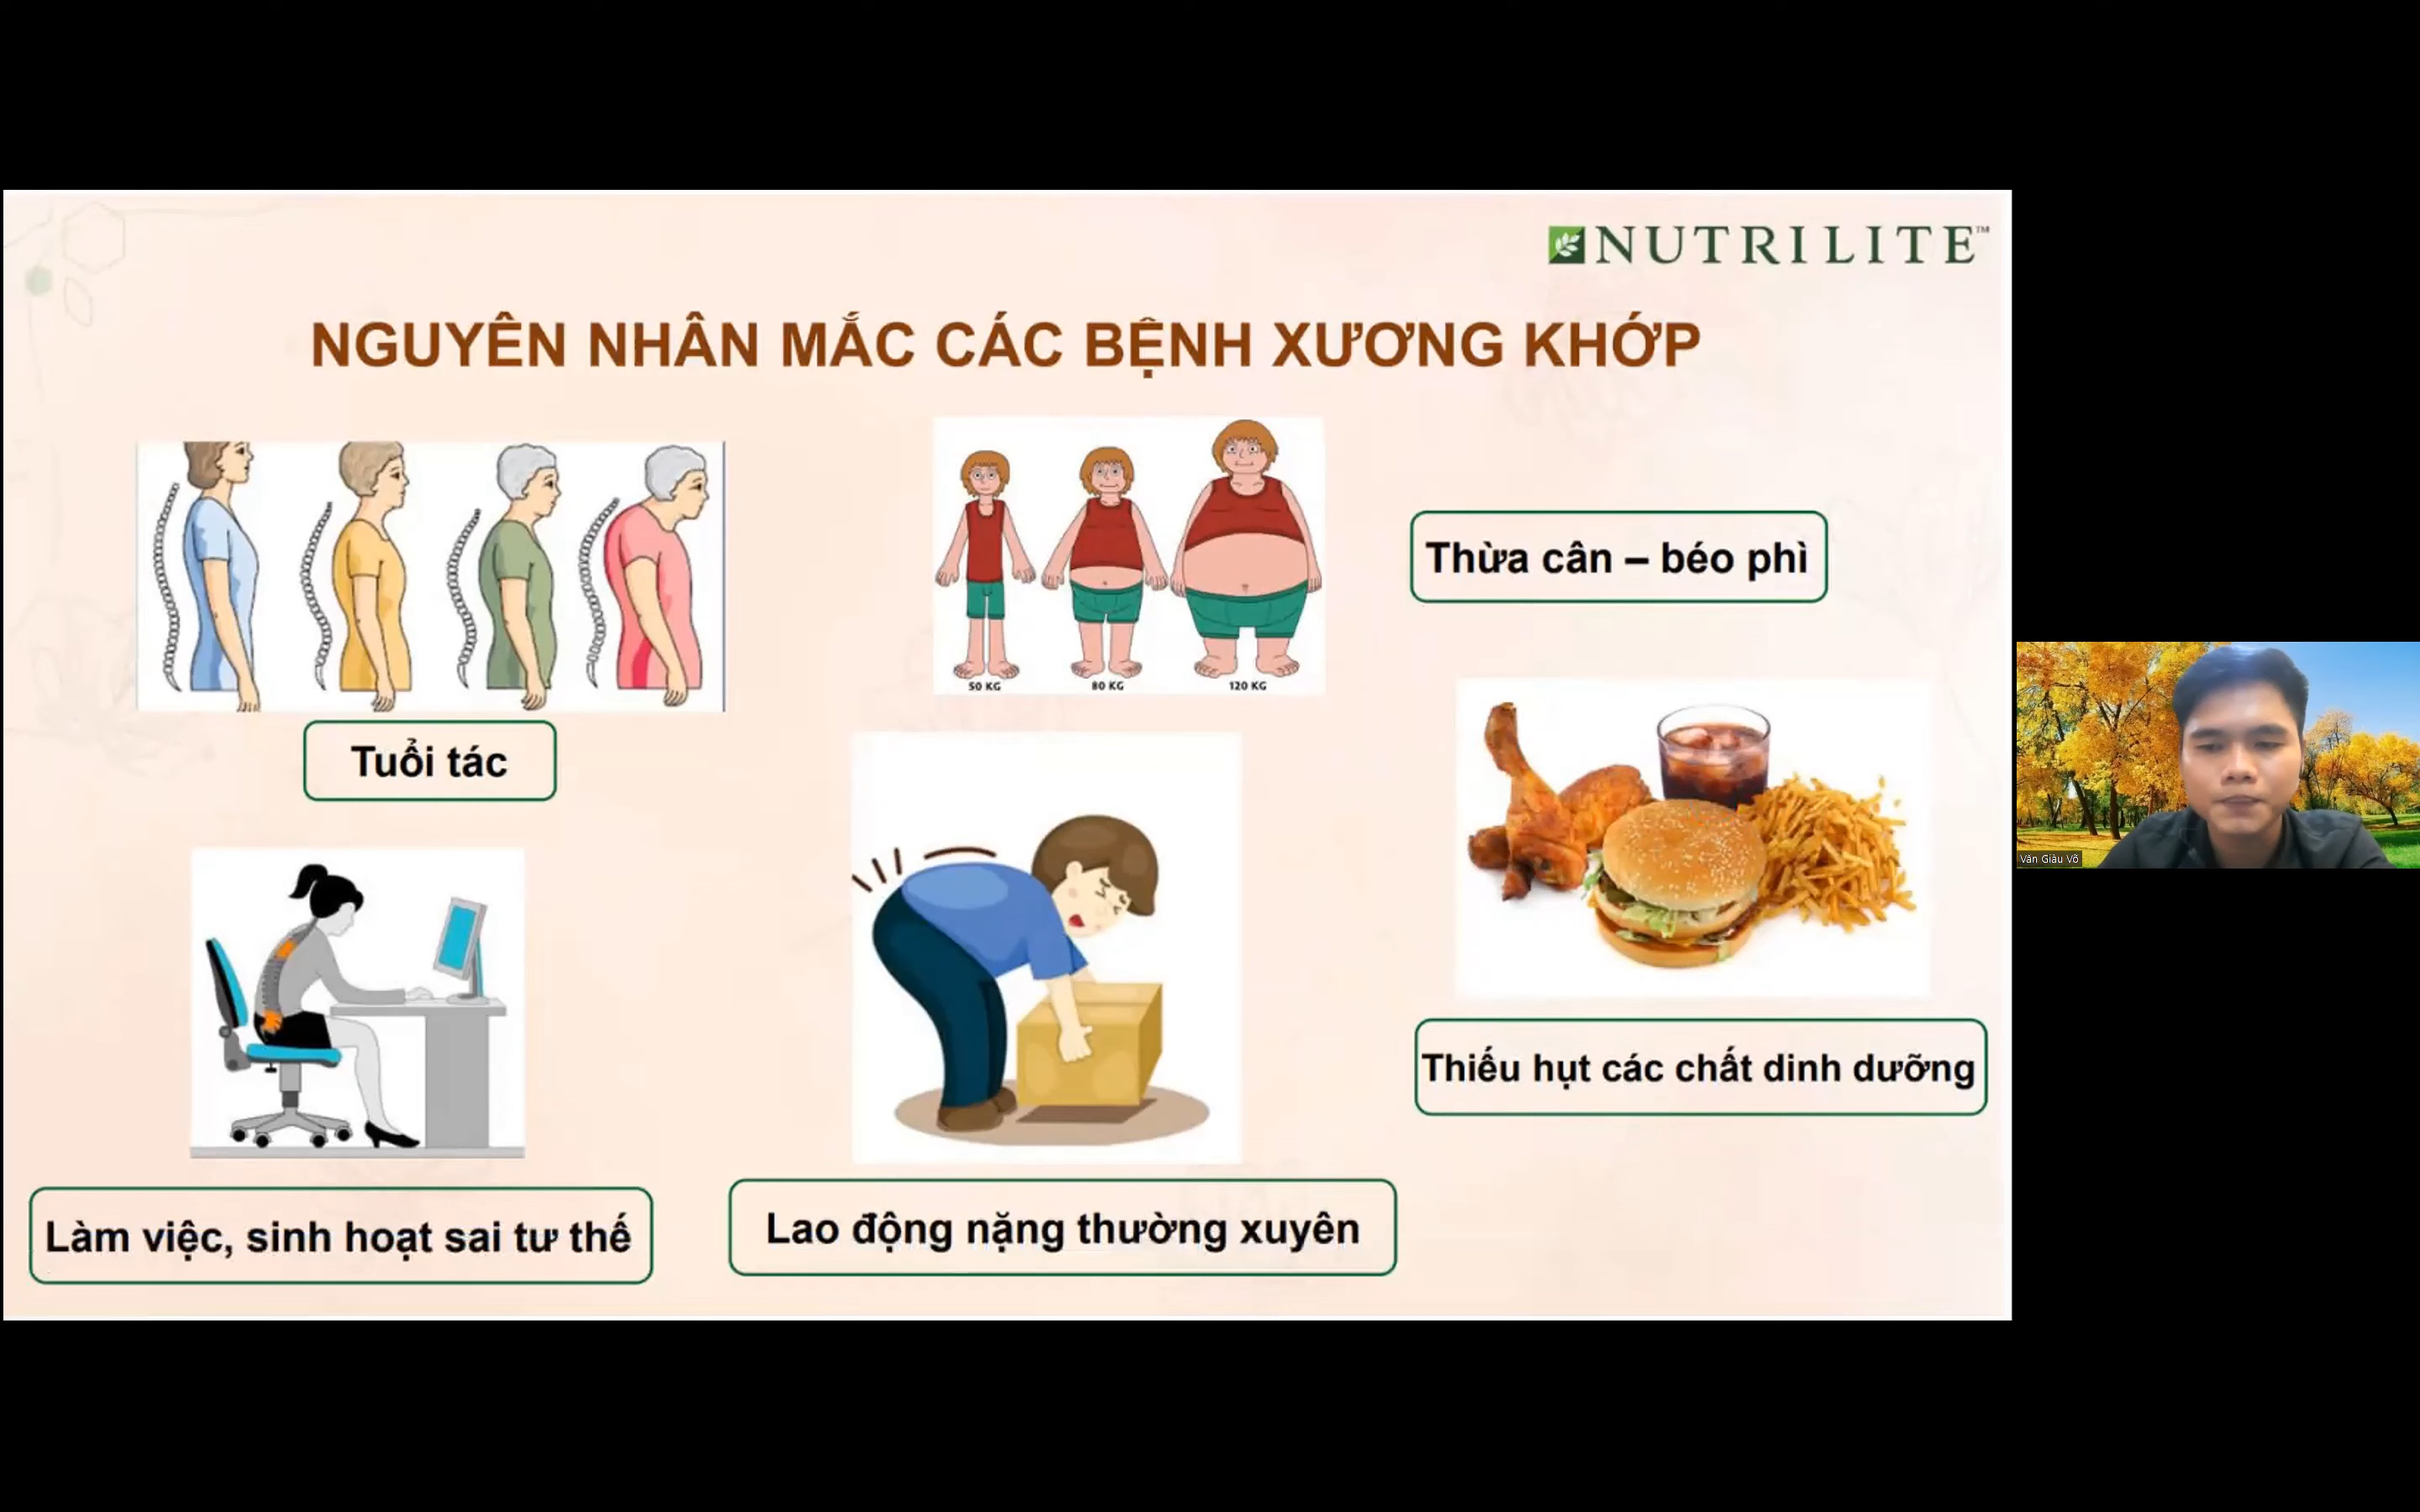 NUTRILITE™
NGUYÊN NHÂN MẮC CÁC BỆNH XƯƠNG KHỚP
50 KG
80 KG
120 KG
Thừa cân – béo phì
Tuổi tác
Thiếu hụt các chất dinh dưỡng
Làm việc, sinh hoạt sai tư thế
Lao động nặng thường xuyên
Văn Giàu Võ